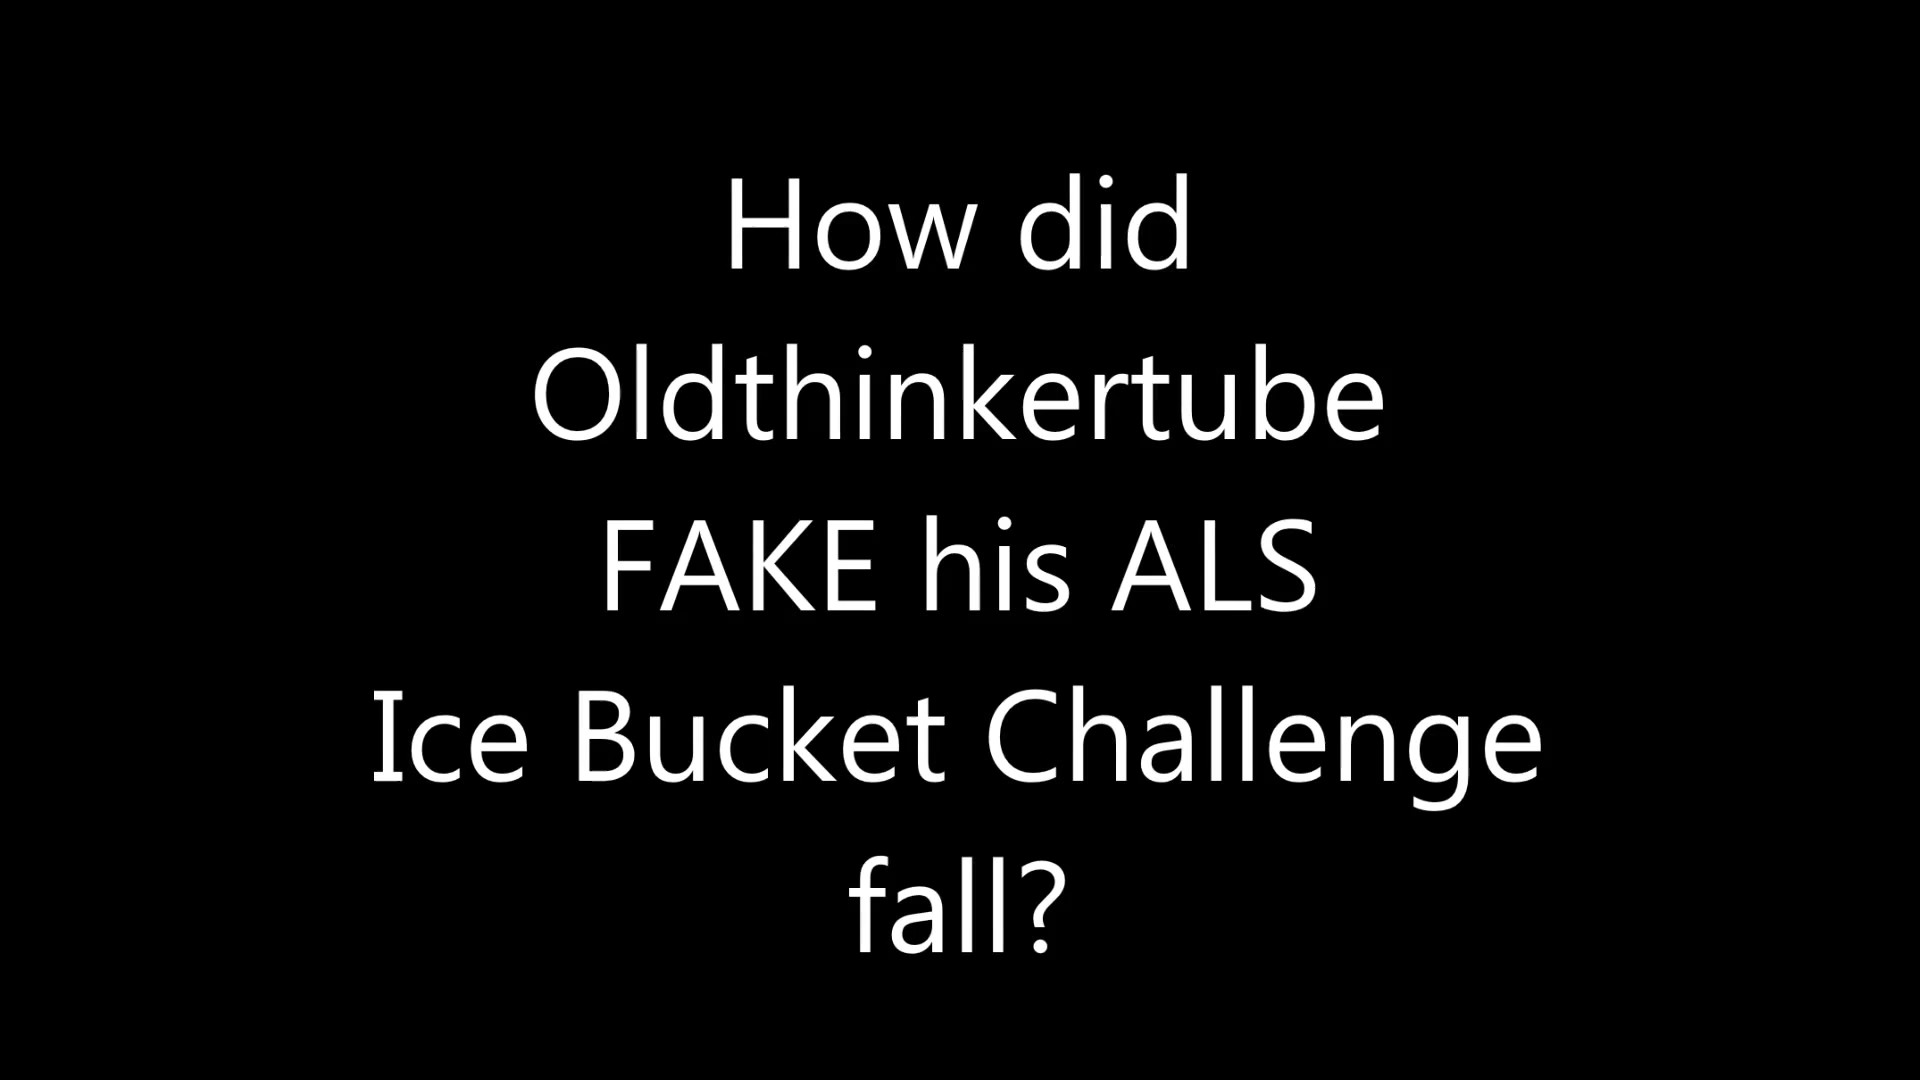 How did
Oldthinkertube
FAKE his ALS
Ice Bucket Challenge
fall?